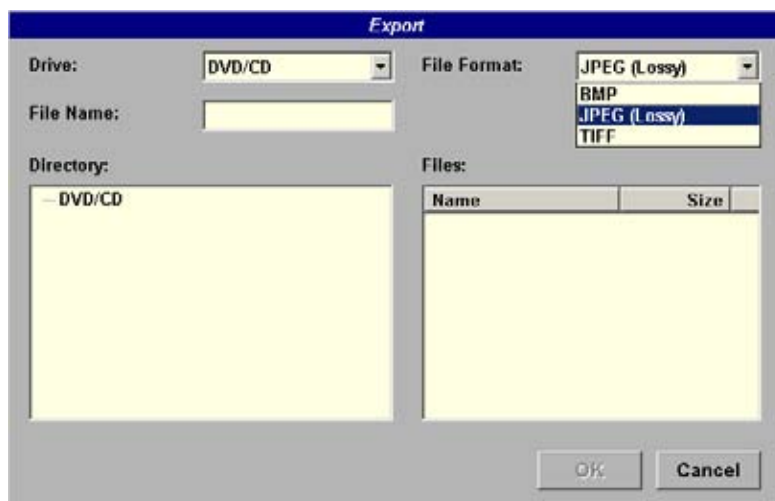 Export
Drive: DVD/CD File Format: JPEG (Lossy)
BMP
JPEG (Lossy)
TIFF
File Name:
Directory: Files:
DVD/CD
Name Size
OK Cancel